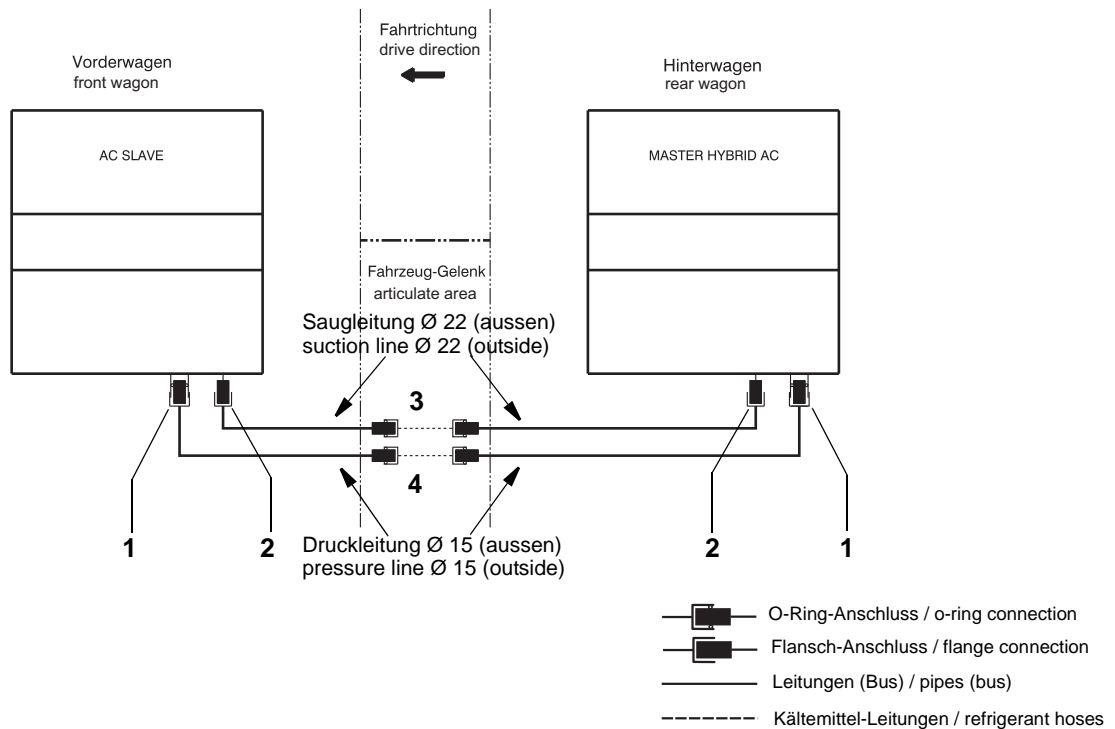 Fahrtrichtung
drive direction
Vorderwagen
front wagon
Hinterwagen
rear wagon
AC SLAVE
MASTER HYBRID AC
Fahrzeug-Gelenk
articulate area
Saugleitung Ø 22 (aussen)
suction line Ø 22 (outside)
3
4
1
2
Druckleitung Ø 15 (aussen)
pressure line Ø 15 (outside)
2
1
O-Ring-Anschluss / o-ring connection
Flansch-Anschluss / flange connection
Leitungen (Bus) / pipes (bus)
Kältemittel-Leitungen / refrigerant hoses